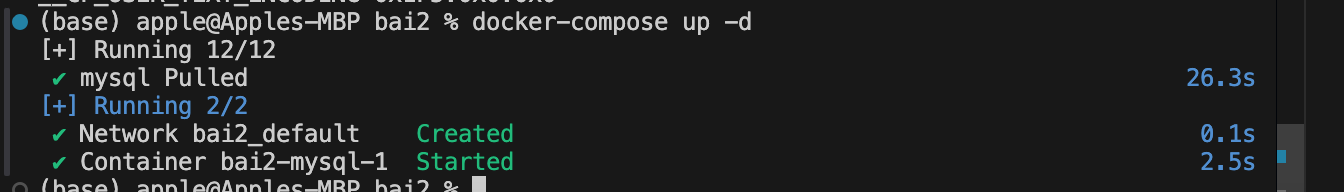 (base) apple@Apples-MBP bai2 % docker-compose up -d
[+] Running 12/12
✔ mysql Pulled 26.3s
[+] Running 2/2
✔ Network bai2_default Created 0.1s
✔ Container bai2-mysql-1 Started 2.5s
(base) apple@Apples-MBP bai2 %